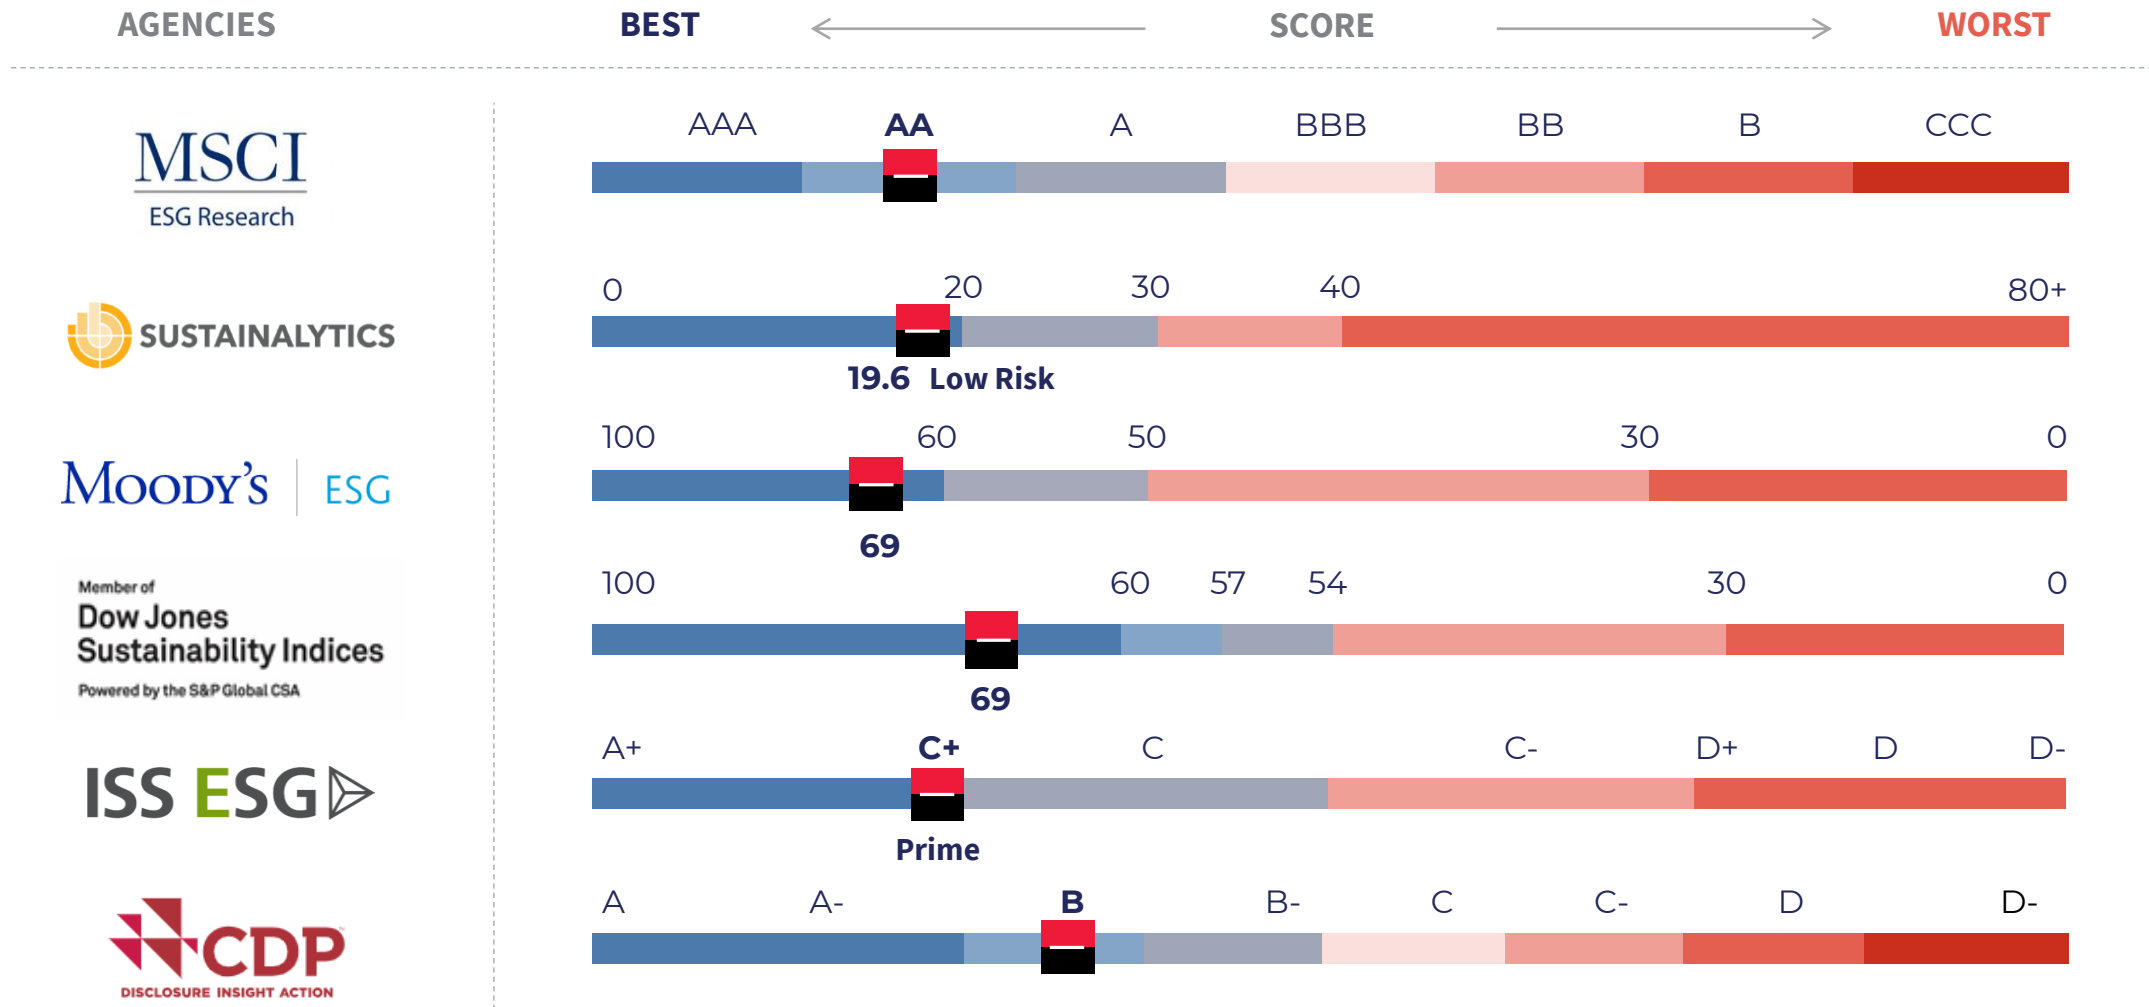 AGENCIES BEST SCORE WORST
AAA AA A BBB BB B CCC
MSCI
ESG Research
0 20 30 40 80+
SUSTAINALYTICS
19.6 Low Risk
100 60 50 30 0
MOODY'S ESG
69
100 60 57 54 30 0
Member of
Dow Jones
Sustainability Indices
Powered by the S&P Global CSA
69
A+ C+ C C- D+ D D-
ISS ESG
Prime
A A- B B- C C- D D-
CDP
DISCLOSURE INSIGHT ACTION